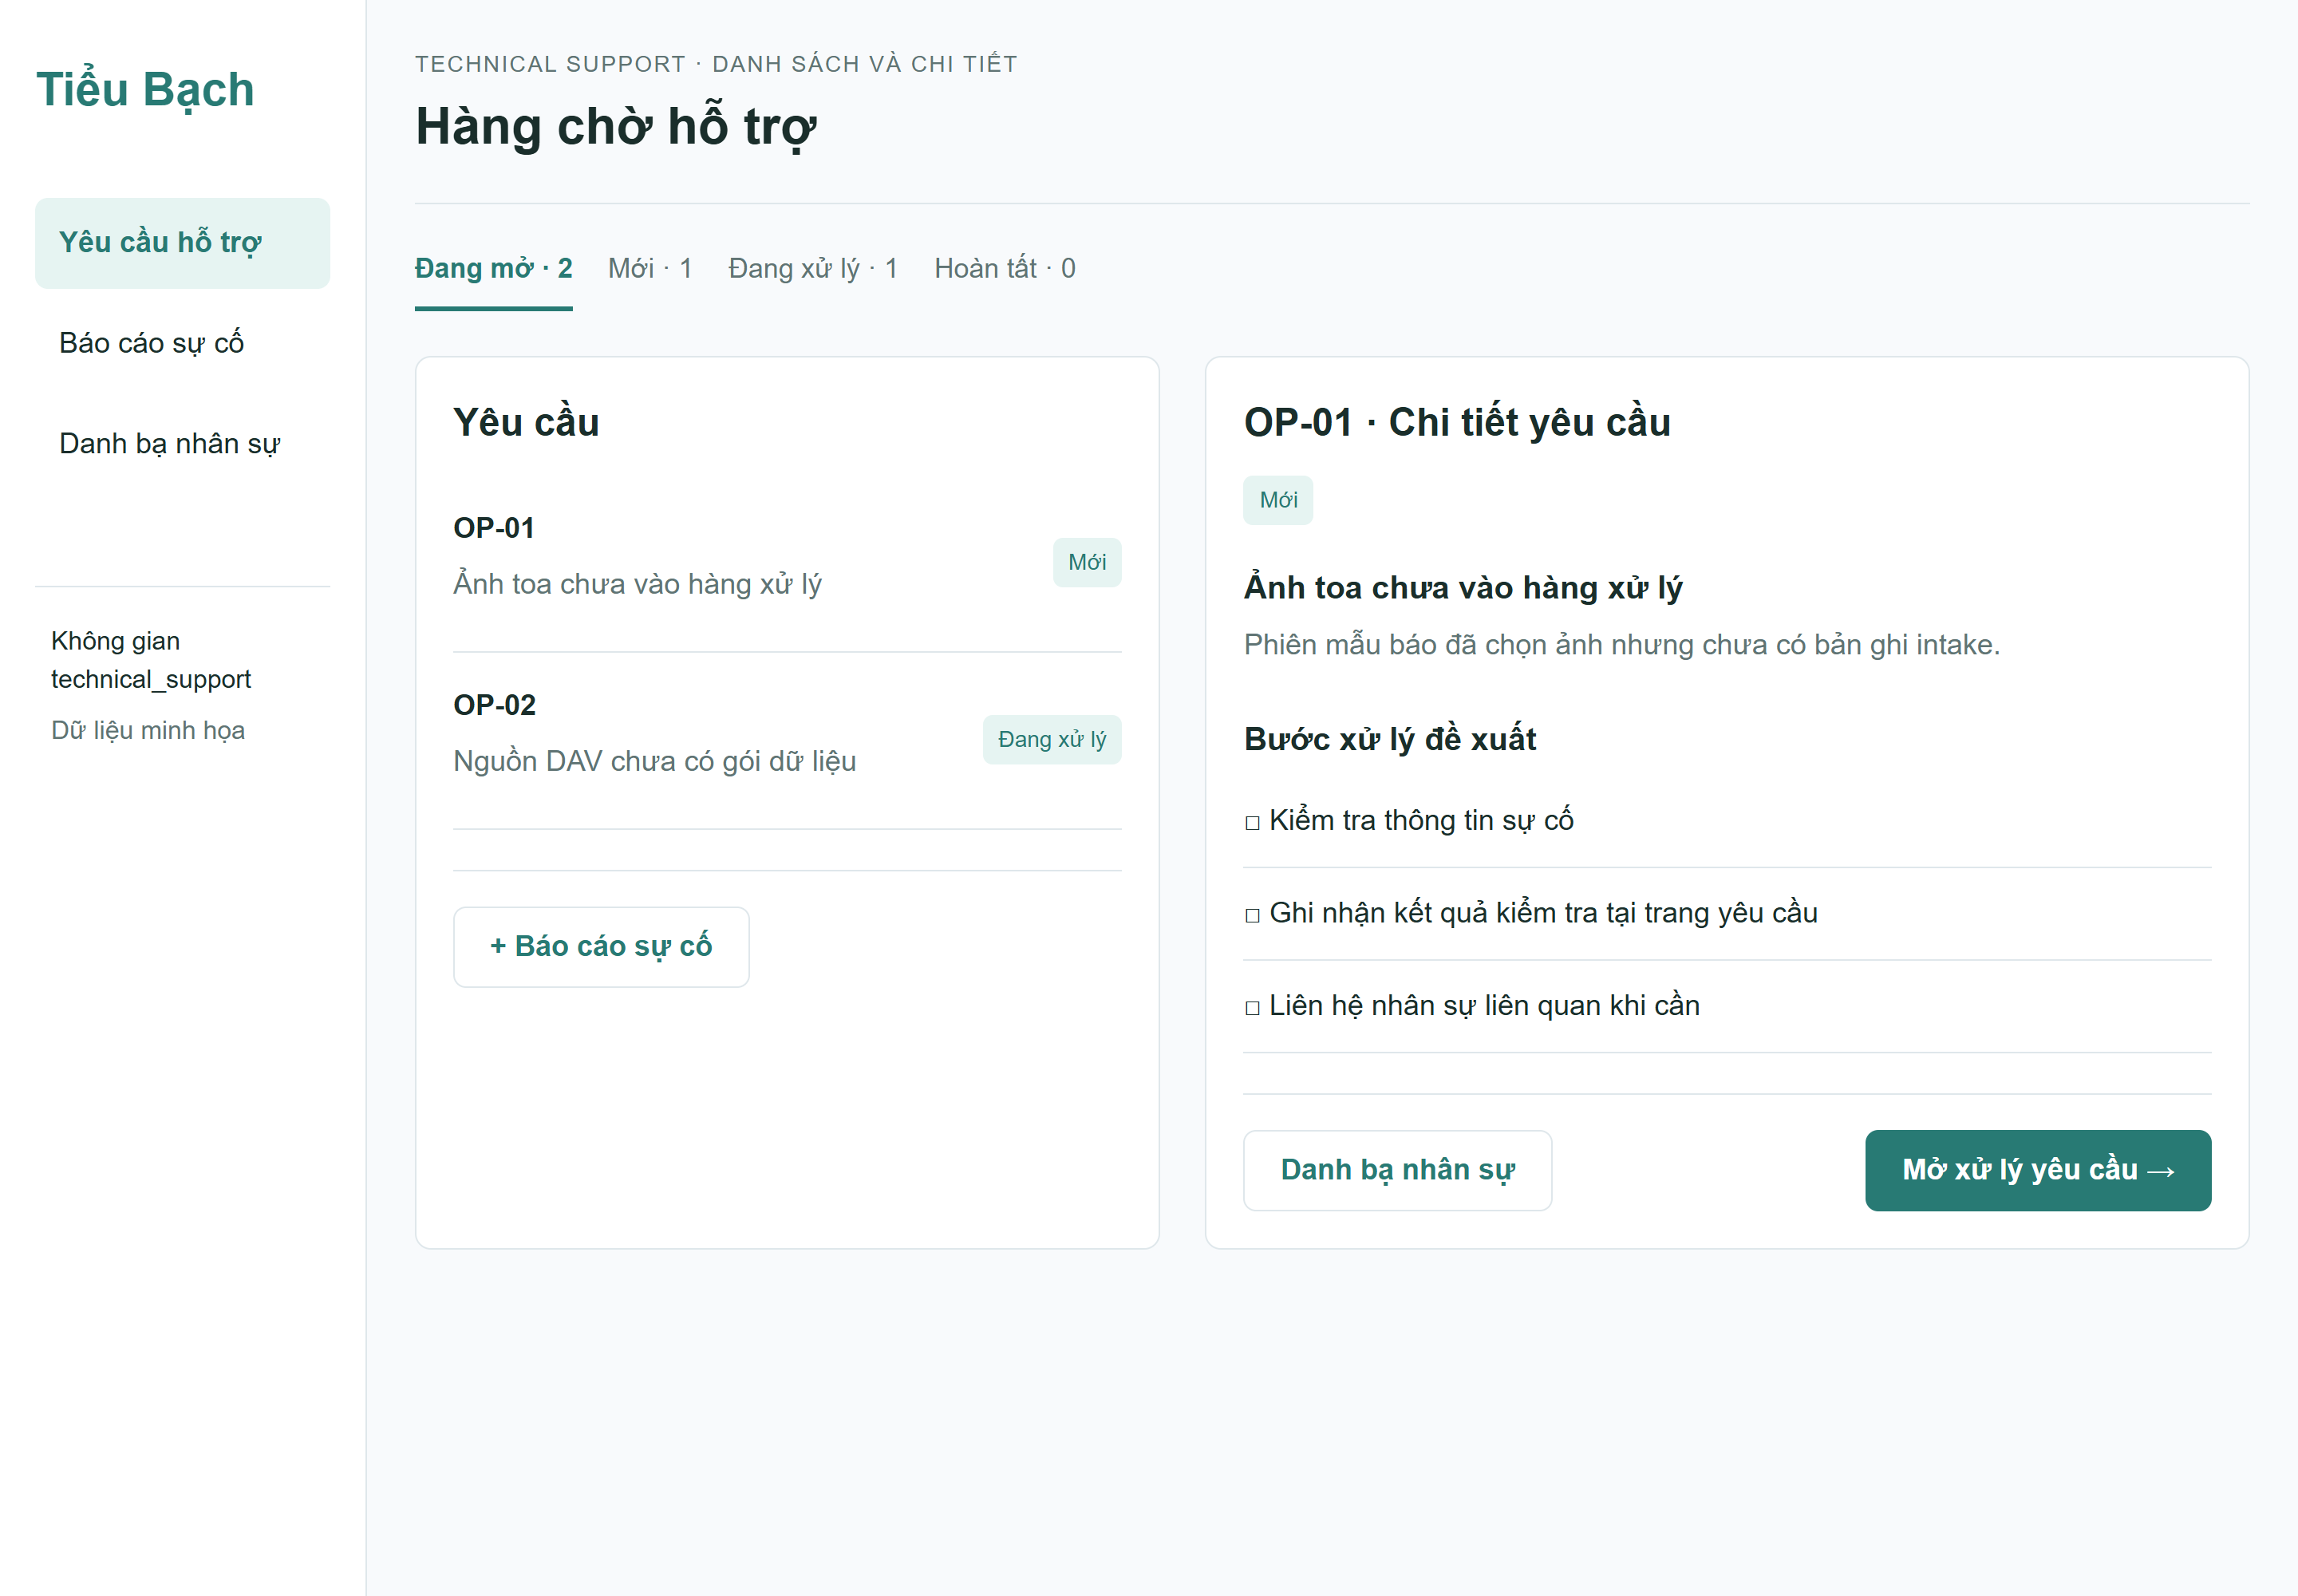 Tiểu Bạch
Yêu cầu hỗ trợ
Báo cáo sự cố
Danh bạ nhân sự
Không gian
technical_support
Dữ liệu minh họa
TECHNICAL SUPPORT · DANH SÁCH VÀ CHI TIẾT
Hàng chờ hỗ trợ
Đang mở · 2
Mới · 1
Đang xử lý · 1
Hoàn tất · 0
Yêu cầu
OP-01
Ảnh toa chưa vào hàng xử lý
Mới
OP-02
Nguồn DAV chưa có gói dữ liệu
Đang xử lý
+ Báo cáo sự cố
OP-01 · Chi tiết yêu cầu
Mới
Ảnh toa chưa vào hàng xử lý
Phiên mẫu báo đã chọn ảnh nhưng chưa có bản ghi intake.
Bước xử lý đề xuất
□ Kiểm tra thông tin sự cố
□ Ghi nhận kết quả kiểm tra tại trang yêu cầu
□ Liên hệ nhân sự liên quan khi cần
Danh bạ nhân sự
Mở xử lý yêu cầu →